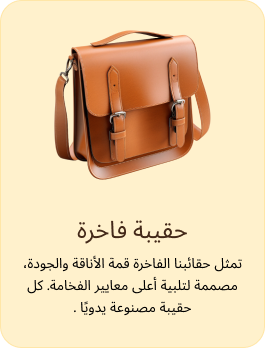 حقيبة فاخرة
تمثل حقائبنا الفاخرة قمة الأناقة والجودة،
مصممة لتلبية أعلى معايير الفخامة. كل
حقيبة مصنوعة يدويًا .